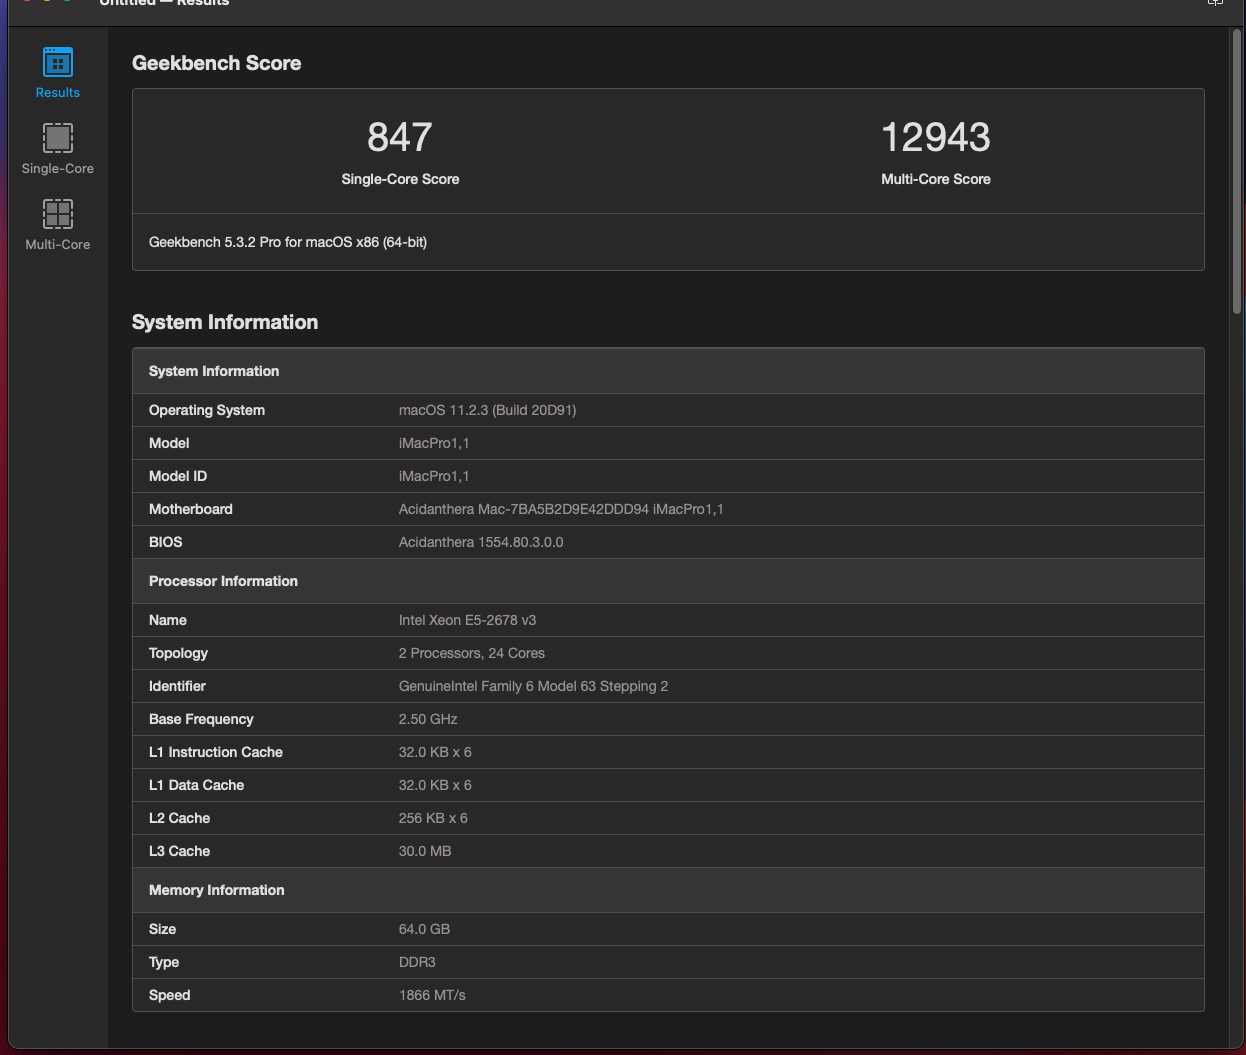 Untitled — Results
Results
Single-Core
Multi-Core
Geekbench Score
847
Single-Core Score
12943
Multi-Core Score
Geekbench 5.3.2 Pro for macOS x86 (64-bit)
System Information
System Information
Operating System macOS 11.2.3 (Build 20D91)
Model iMacPro1,1
Model ID iMacPro1,1
Motherboard Acidanthera Mac-7BA5B2D9E42DDD94 iMacPro1,1
BIOS Acidanthera 1554.80.3.0.0
Processor Information
Name Intel Xeon E5-2678 v3
Topology 2 Processors, 24 Cores
Identifier GenuineIntel Family 6 Model 63 Stepping 2
Base Frequency 2.50 GHz
L1 Instruction Cache 32.0 KB x 6
L1 Data Cache 32.0 KB x 6
L2 Cache 256 KB x 6
L3 Cache 30.0 MB
Memory Information
Size 64.0 GB
Type DDR3
Speed 1866 MT/s